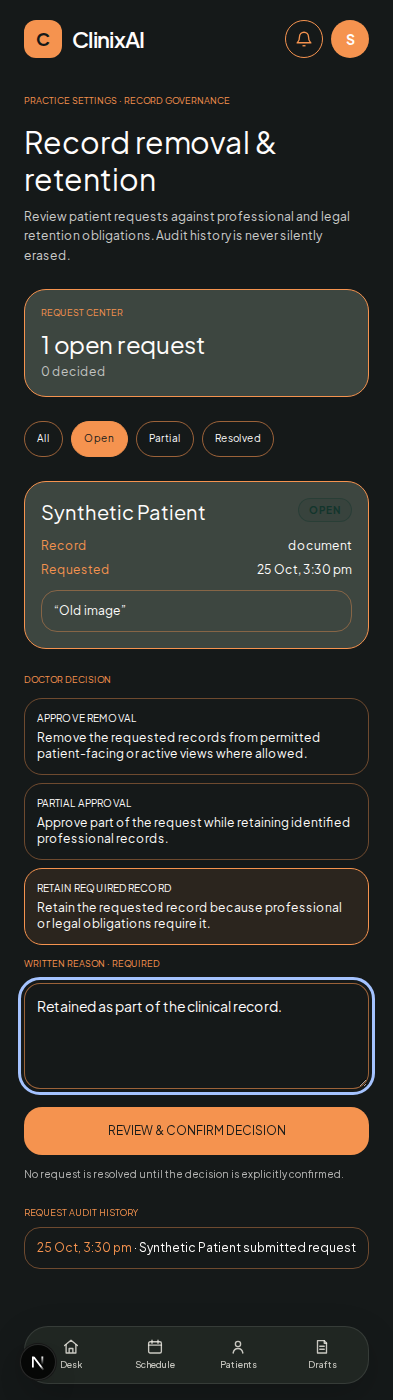 C ClinixAI S
PRACTICE SETTINGS · RECORD GOVERNANCE
Record removal &
retention
Review patient requests against professional and legal
retention obligations. Audit history is never silently
erased.
REQUEST CENTER
1 open request
0 decided
All Open Partial Resolved
Synthetic Patient OPEN
Record document
Requested 25 Oct, 3:30 pm
“Old image”
DOCTOR DECISION
APPROVE REMOVAL
Remove the requested records from permitted
patient-facing or active views where allowed.
PARTIAL APPROVAL
Approve part of the request while retaining identified
professional records.
RETAIN REQUIRED RECORD
Retain the requested record because professional
or legal obligations require it.
WRITTEN REASON · REQUIRED
Retained as part of the clinical record.
REVIEW & CONFIRM DECISION
No request is resolved until the decision is explicitly confirmed.
REQUEST AUDIT HISTORY
25 Oct, 3:30 pm · Synthetic Patient submitted request
N Desk Schedule Patients Drafts